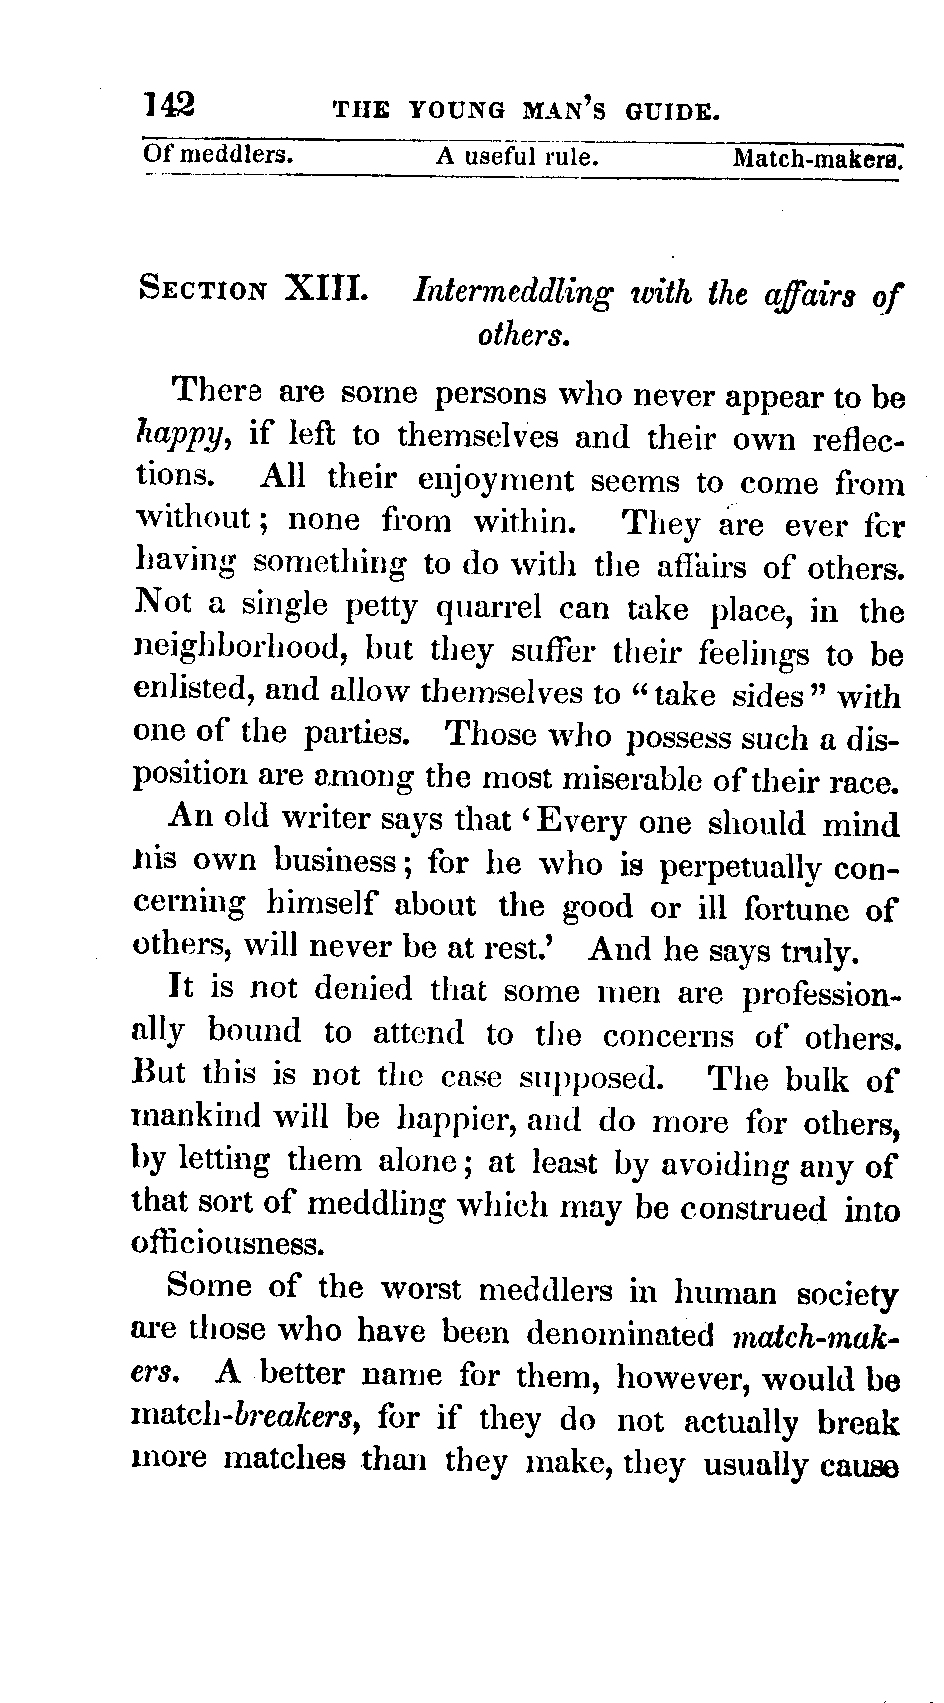 142 THE YOUNG MAN'S GUIDE.
Of meddlers. A useful rule. Match-makers.
SECTION XIII. Intermeddling with the affairs of
others.
There are some persons who never appear to be
happy, if left to themselves and their own reflec-
tions. All their enjoyment seems to come from
without; none from within. They are ever for
having something to do with the affairs of others.
Not a single petty quarrel can take place, in the
neighborhood, but they suffer their feelings to be
enlisted, and allow themselves to “take sides” with
one of the parties. Those who possess such a dis-
position are among the most miserable of their race.
An old writer says that ‘Every one should mind
his own business; for he who is perpetually con-
cerning himself about the good or ill fortune of
others, will never be at rest.’ And he says truly.
It is not denied that some men are profession-
ally bound to attend to the concerns of others.
But this is not the case supposed. The bulk of
mankind will be happier, and do more for others,
by letting them alone; at least by avoiding any of
that sort of meddling which may be construed into
officiousness.
Some of the worst meddlers in human society
are those who have been denominated match-mak-
ers. A better name for them, however, would be
match-breakers, for if they do not actually break
more matches than they make, they usually cause